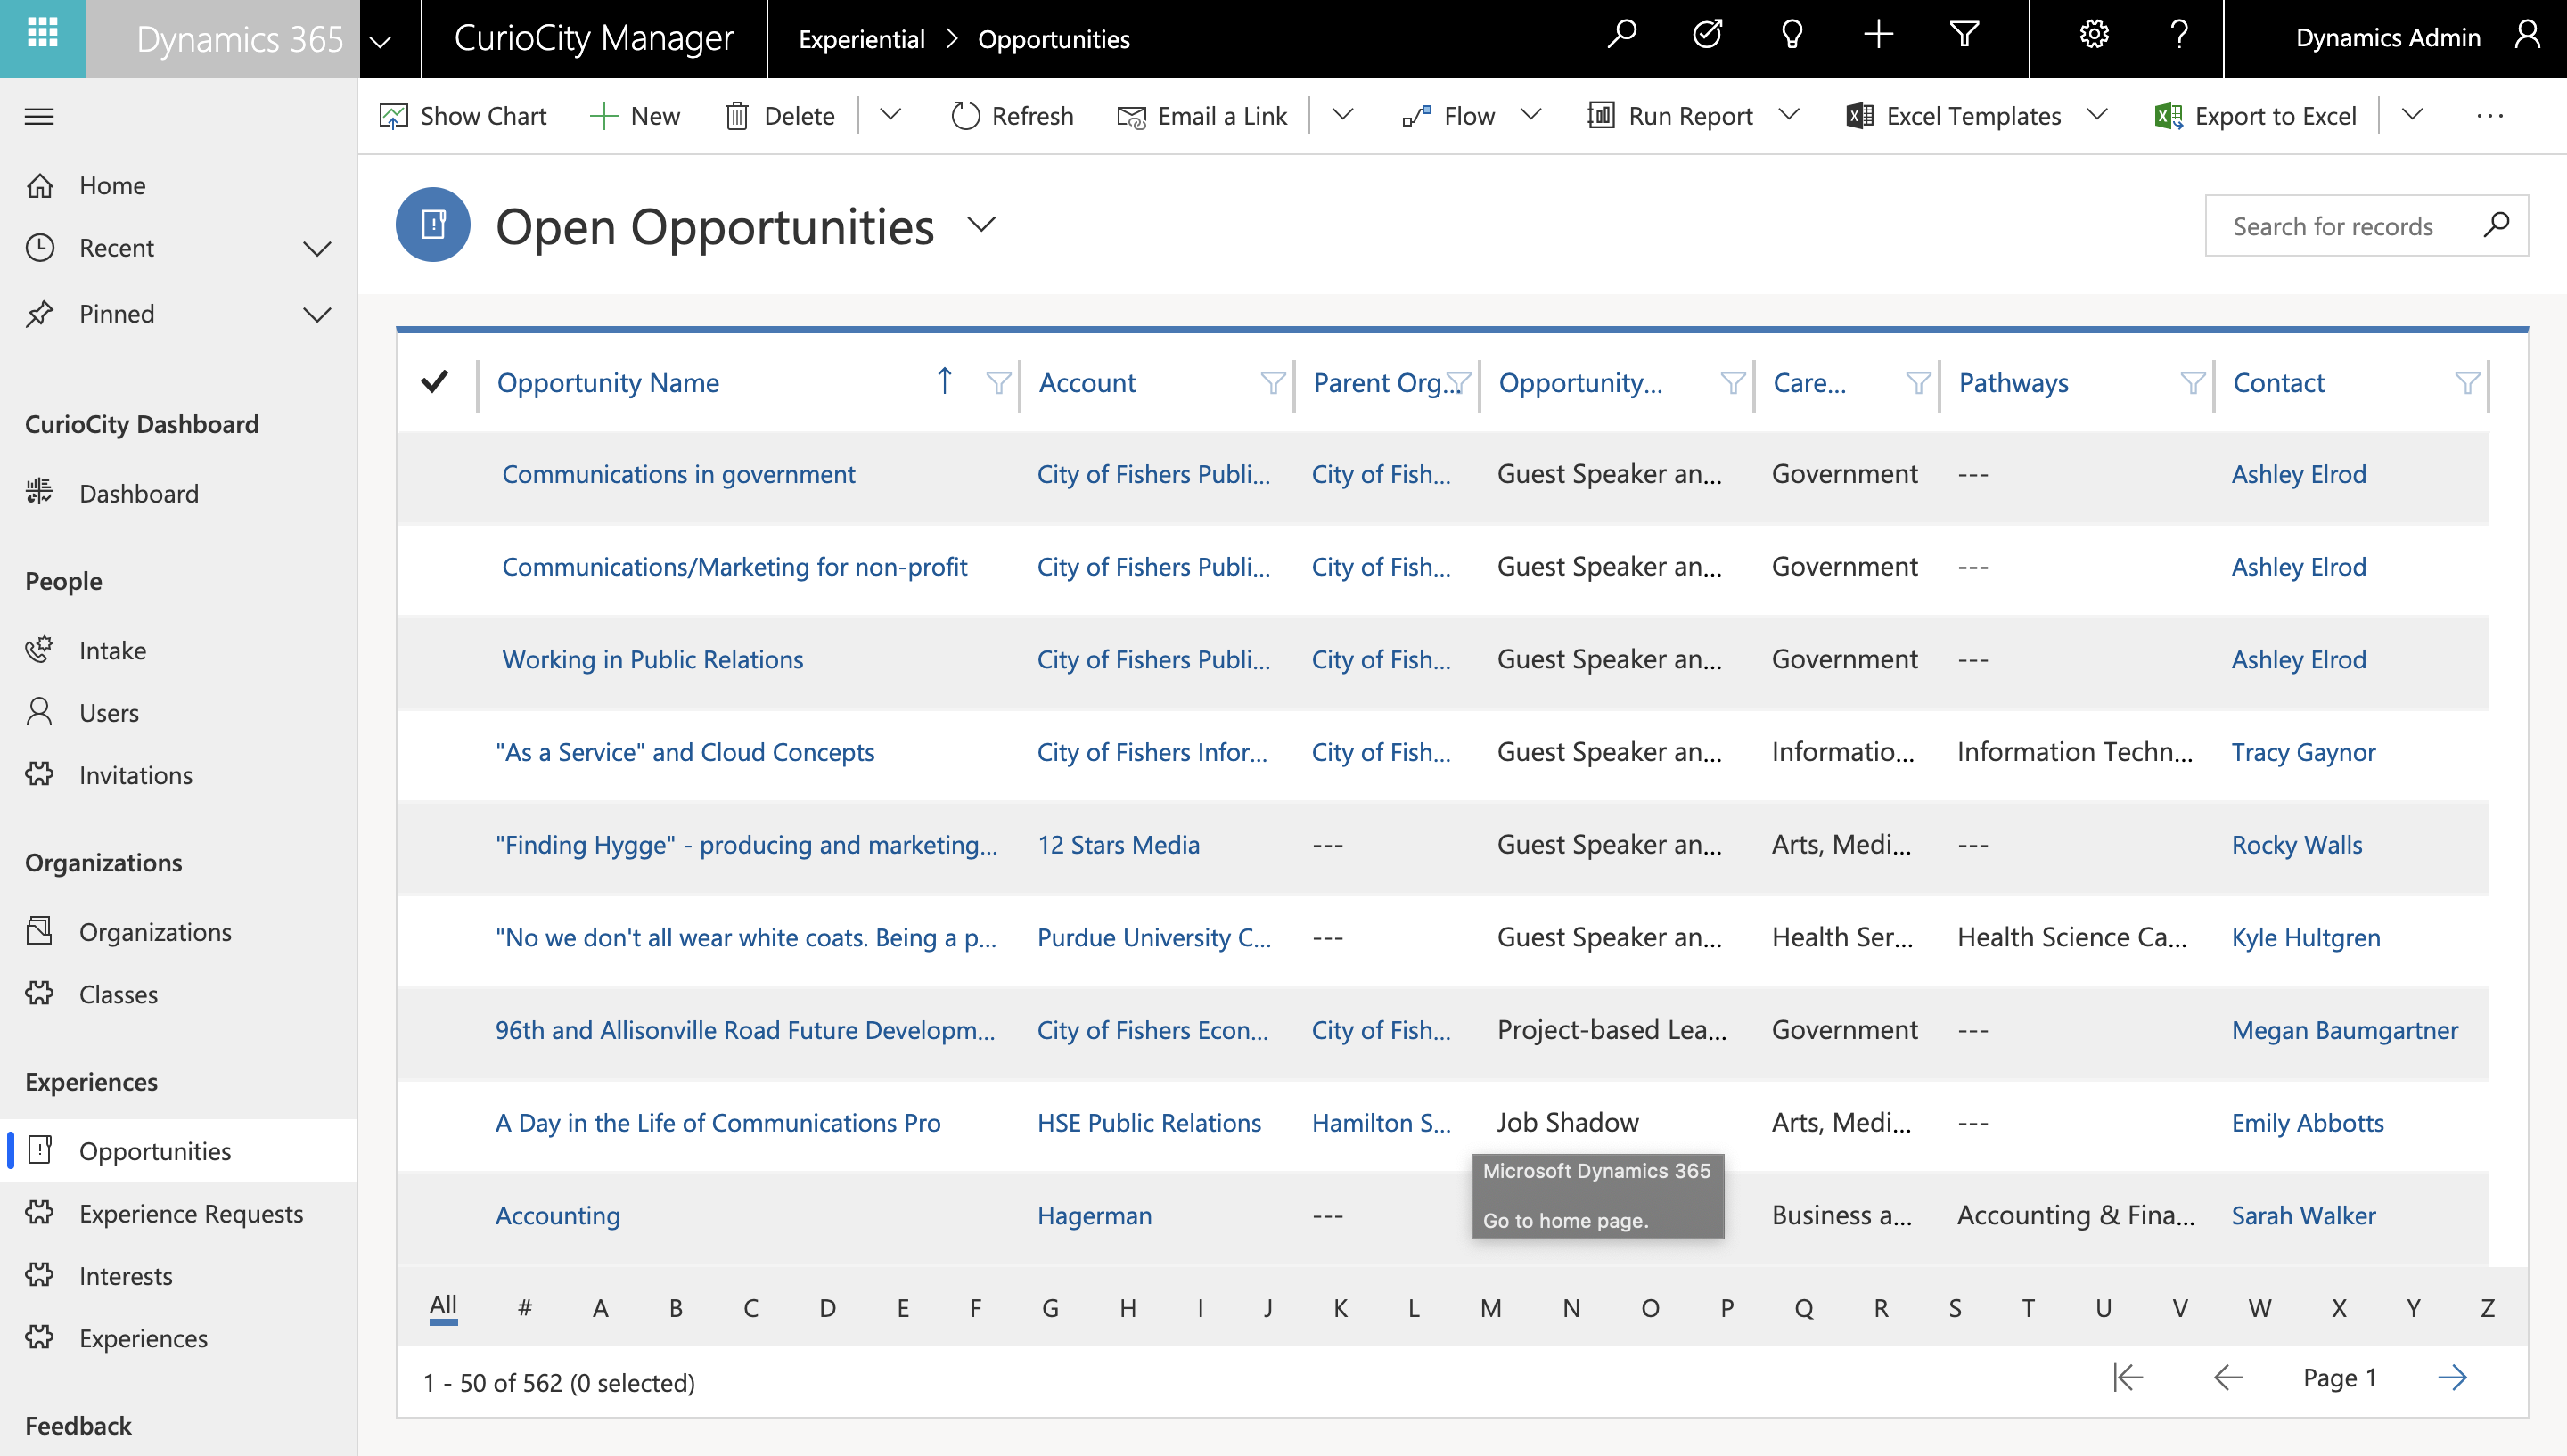 Dynamics 365
CurioCity Manager
Experiential > Opportunities
Dynamics Admin
Show Chart
New
Delete
Refresh
Email a Link
Flow
Run Report
Excel Templates
Export to Excel
Home
Recent
Pinned
CurioCity Dashboard
Dashboard
People
Intake
Users
Invitations
Organizations
Organizations
Classes
Experiences
Opportunities
Experience Requests
Interests
Experiences
Feedback
Open Opportunities
Search for records
Opportunity Name Account Parent Org... Opportunity... Care... Pathways Contact
Communications in government City of Fishers Publi... City of Fish... Guest Speaker an... Government --- Ashley Elrod
Communications/Marketing for non-profit City of Fishers Publi... City of Fish... Guest Speaker an... Government --- Ashley Elrod
Working in Public Relations City of Fishers Publi... City of Fish... Guest Speaker an... Government --- Ashley Elrod
"As a Service" and Cloud Concepts City of Fishers Infor... City of Fish... Guest Speaker an... Informatio... Information Techn... Tracy Gaynor
"Finding Hygge" - producing and marketing... 12 Stars Media --- Guest Speaker an... Arts, Medi... --- Rocky Walls
"No we don't all wear white coats. Being a p... Purdue University C... --- Guest Speaker an... Health Ser... Health Science Ca... Kyle Hultgren
96th and Allisonville Road Future Developm... City of Fishers Econ... City of Fish... Project-based Lea... Government --- Megan Baumgartner
A Day in the Life of Communications Pro HSE Public Relations Hamilton S... Job Shadow Arts, Medi... --- Emily Abbotts
Accounting Hagerman --- Business a... Accounting & Fina... Sarah Walker
Microsoft Dynamics 365
Go to home page.
All # A B C D E F G H I J K L M N O P Q R S T U V W X Y Z
1 - 50 of 562 (0 selected)
Page 1